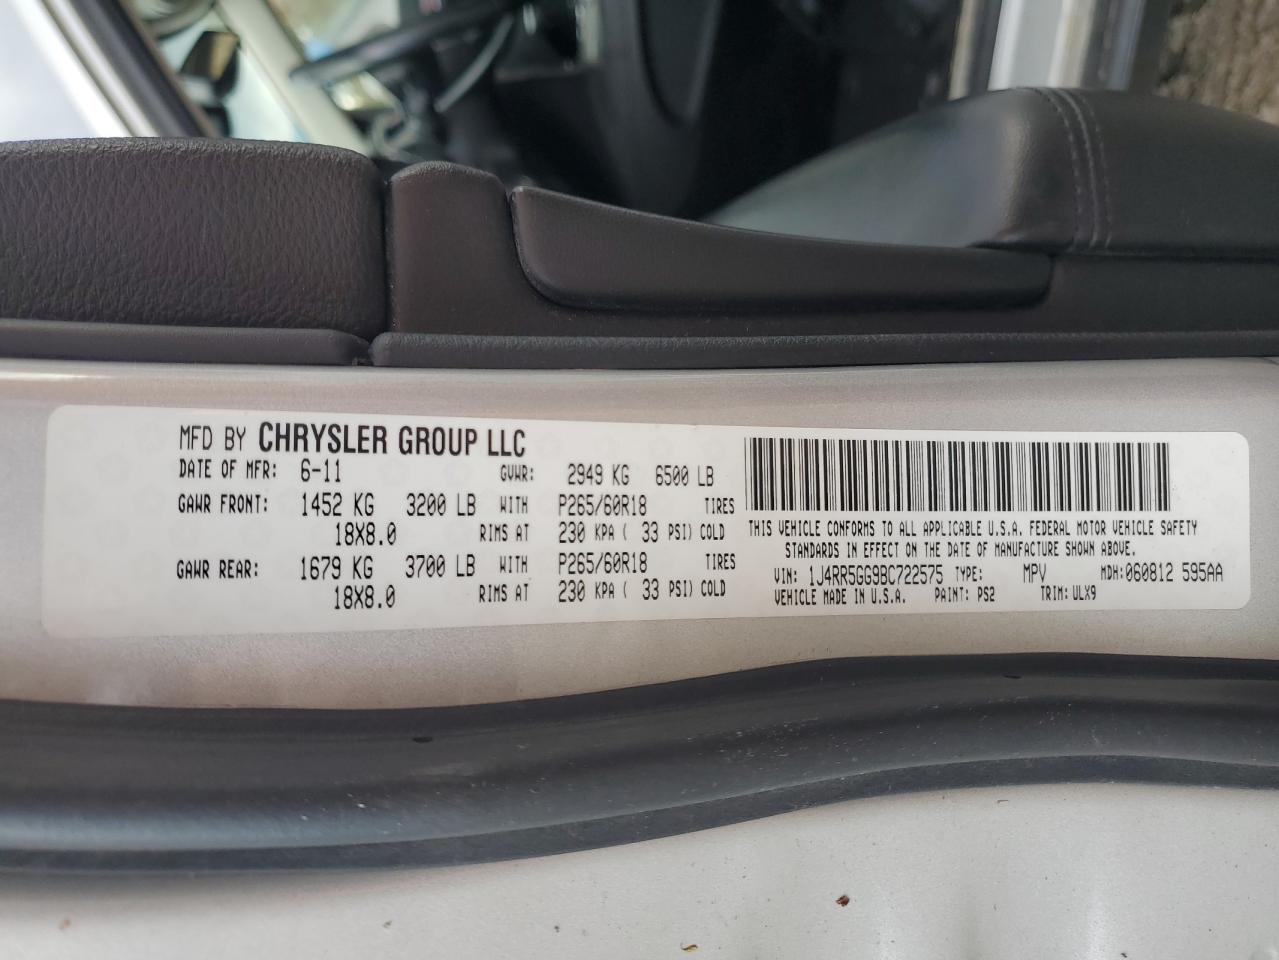 MFD BY CHRYSLER GROUP LLC
DATE OF MFR: 6-11 GVWR: 2949 KG 6500 LB
GAWR FRONT: 1452 KG 3200 LB WITH P265/60R18 TIRES
18X8.0 RIMS AT 230 KPA ( 33 PSI) COLD
GAWR REAR: 1679 KG 3700 LB WITH P265/60R18 TIRES
18X8.0 RIMS AT 230 KPA ( 33 PSI) COLD
THIS VEHICLE CONFORMS TO ALL APPLICABLE U.S.A. FEDERAL MOTOR VEHICLE SAFETY
STANDARDS IN EFFECT ON THE DATE OF MANUFACTURE SHOWN ABOVE.
VIN: 1J4RR5GG9BC722575 TYPE: MPV MDH:060812 595AA
VEHICLE MADE IN U.S.A. PAINT: PS2 TRIM: ULX9